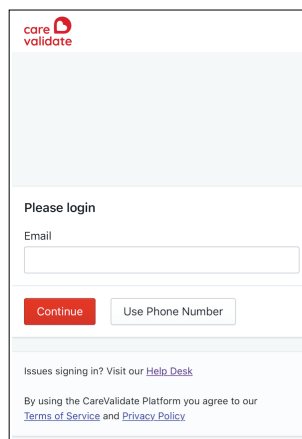 care
validate
Please login
Email
Continue
Use Phone Number
Issues signing in? Visit our Help Desk
By using the CareValidate Platform you agree to our
Terms of Service and Privacy Policy